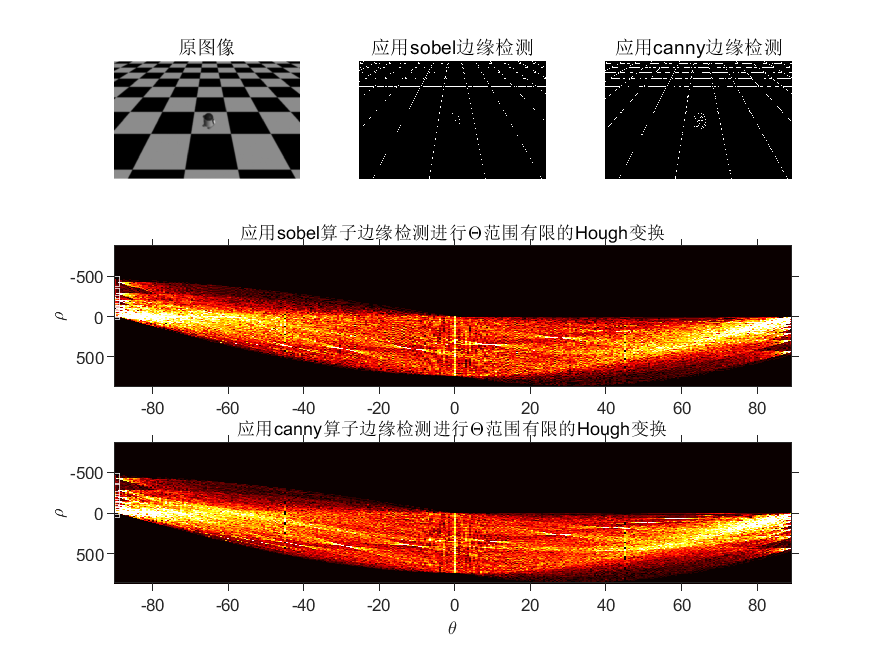 原图像
应用sobel边缘检测
应用canny边缘检测
应用sobel算子边缘检测进行Θ范围有限的Hough变换
-500
0
500
ρ
-80 -60 -40 -20 0 20 40 60 80
应用canny算子边缘检测进行Θ范围有限的Hough变换
-500
0
500
ρ
-80 -60 -40 -20 0 20 40 60 80
θ